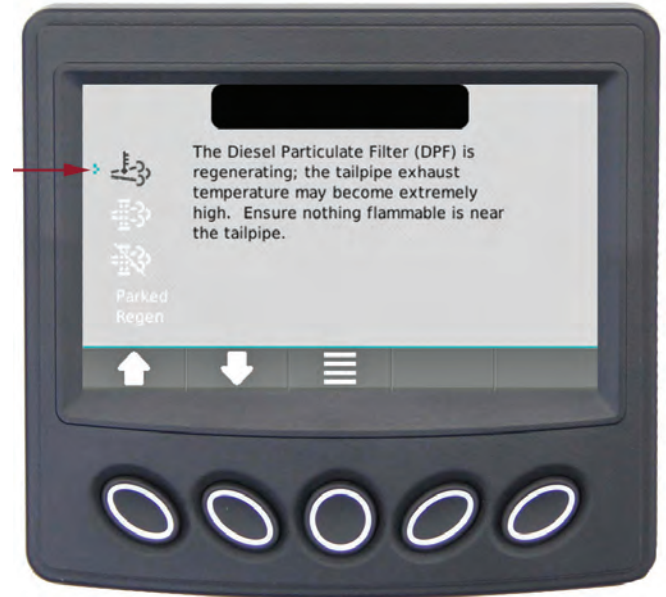 The Diesel Particulate Filter (DPF) is
regenerating; the tailpipe exhaust
temperature may become extremely
high. Ensure nothing flammable is near
the tailpipe.
Parked
Regen